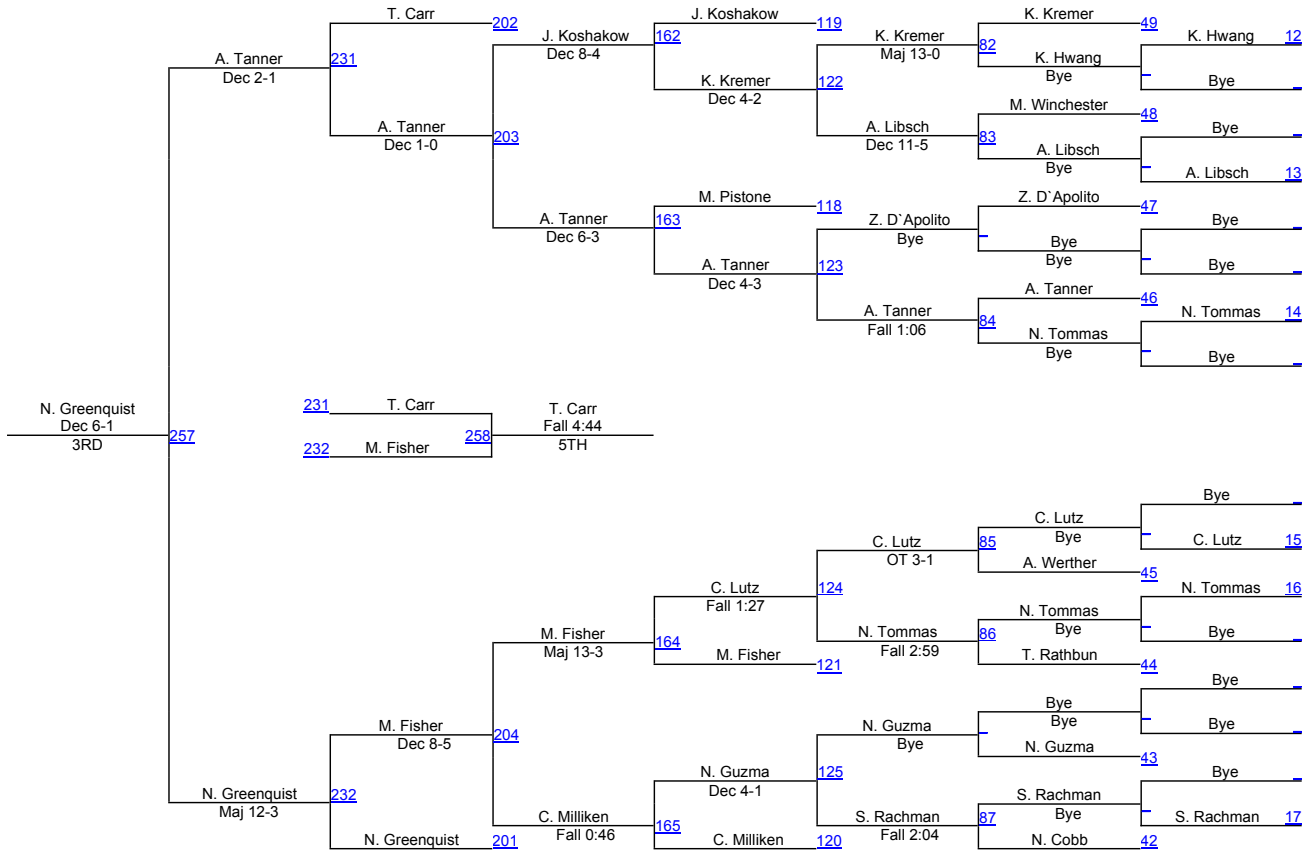 T. Carr 202 J. Koshakow 119 K. Kremer 49
J. Koshakow 162 K. Kremer K. Hwang 12
Dec 8-4 Maj 13-0 82
A. Tanner 231 K. Hwang
Dec 2-1 K. Kremer 122 Bye - Bye -
Dec 4-2
M. Winchester 48
A. Tanner A. Libsch Bye -
Dec 1-0 203 Dec 11-5 83
A. Libsch -
Bye A. Libsch 13
M. Pistone 118 Z. D`Apolito 47
A. Tanner 163 Z. D`Apolito Bye -
Dec 6-3 Bye -
Bye
A. Tanner 123 Bye - Bye -
Dec 4-3
A. Tanner 46
A. Tanner 84 N. Tommas 14
Fall 1:06
N. Tommas -
Bye Bye -
N. Greenquist 231 T. Carr T. Carr
Dec 6-1 257 258 Fall 4:44
3RD 232 M. Fisher 5TH
Bye -
C. Lutz
C. Lutz 85 Bye - C. Lutz 15
OT 3-1
A. Werther 45
C. Lutz 124 N. Tommas 16
Fall 1:27
N. Tommas
M. Fisher 164 N. Tommas 86 Bye - Bye -
Maj 13-3 Fall 2:59
M. Fisher 121 T. Rathbun 44
Bye -
Bye
M. Fisher 204 N. Guzma - Bye - Bye -
Dec 8-5 Bye
N. Guzma 43
N. Guzma 125 Bye -
Dec 4-1
N. Greenquist 232 S. Rachman
Maj 12-3 C. Milliken 165 S. Rachman 87 Bye - S. Rachman 17
Fall 0:46 Fall 2:04
N. Greenquist 201 C. Milliken 120 N. Cobb 42